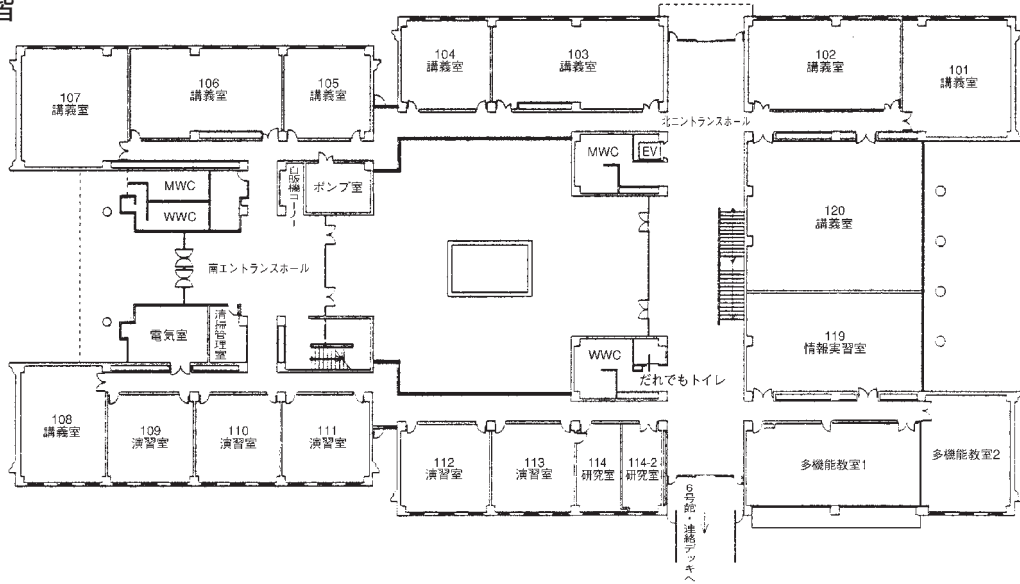 階
104
講義室
103
講義室
102
講義室
101
講義室
107
講義室
106
講義室
105
講義室
北エントランスホール
MWC
EV
MWC
WWC
ポンプ室
120
講義室
南エントランスホール
電気室
清掃管理室
119
情報実習室
WWC
だれでもトイレ
108
講義室
109
演習室
110
演習室
111
演習室
112
演習室
113
演習室
114
研究室
114-2
研究室
多機能教室1
多機能教室2
6号館・連絡デッキへ